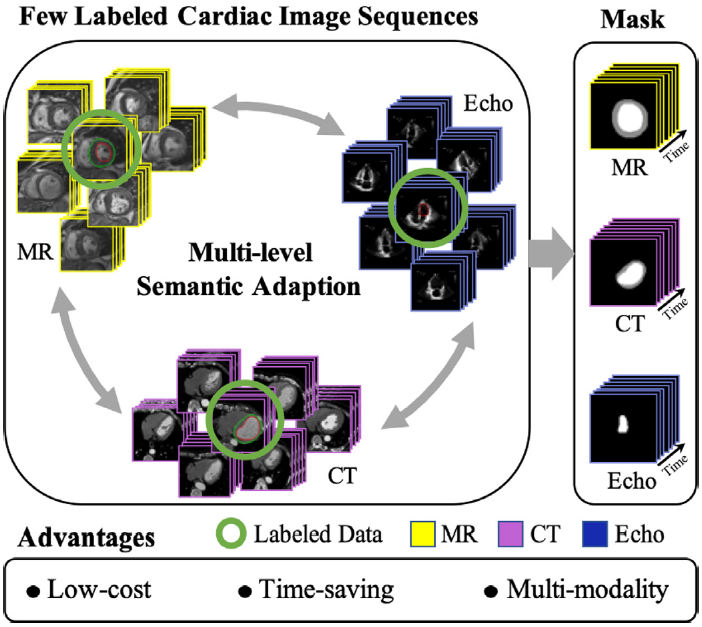 Few Labeled Cardiac Image Sequences
Mask
Echo
MR
Multi-level
Semantic Adaption
CT
Time
MR
Time
CT
Time
Echo
Advantages
Labeled Data
MR
CT
Echo
● Low-cost
● Time-saving
● Multi-modality